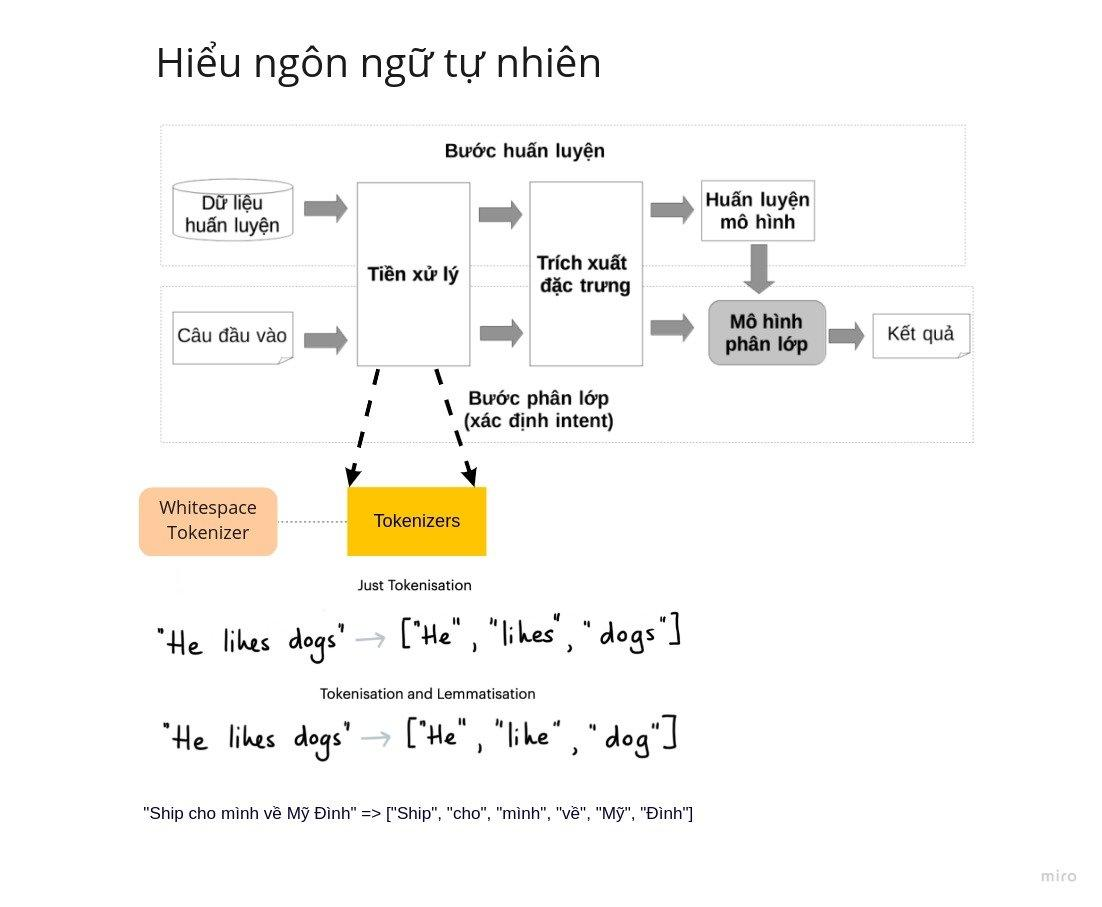 Hiểu ngôn ngữ tự nhiên
Bước huấn luyện
Dữ liệu
huấn luyện
Tiền xử lý
Trích xuất
đặc trưng
Huấn luyện
mô hình
Câu đầu vào
Mô hình
phân lớp
Kết quả
Bước phân lớp
(xác định intent)
Whitespace
Tokenizer
Tokenizers
Just Tokenisation
"He likes dogs" → ["He", "likes", "dogs"]
Tokenisation and Lemmatisation
"He likes dogs" → ["He", "like", "dog"]
"Ship cho mình về Mỹ Đình" => ["Ship", "cho", "mình", "về", "Mỹ", "Đình"]
miro